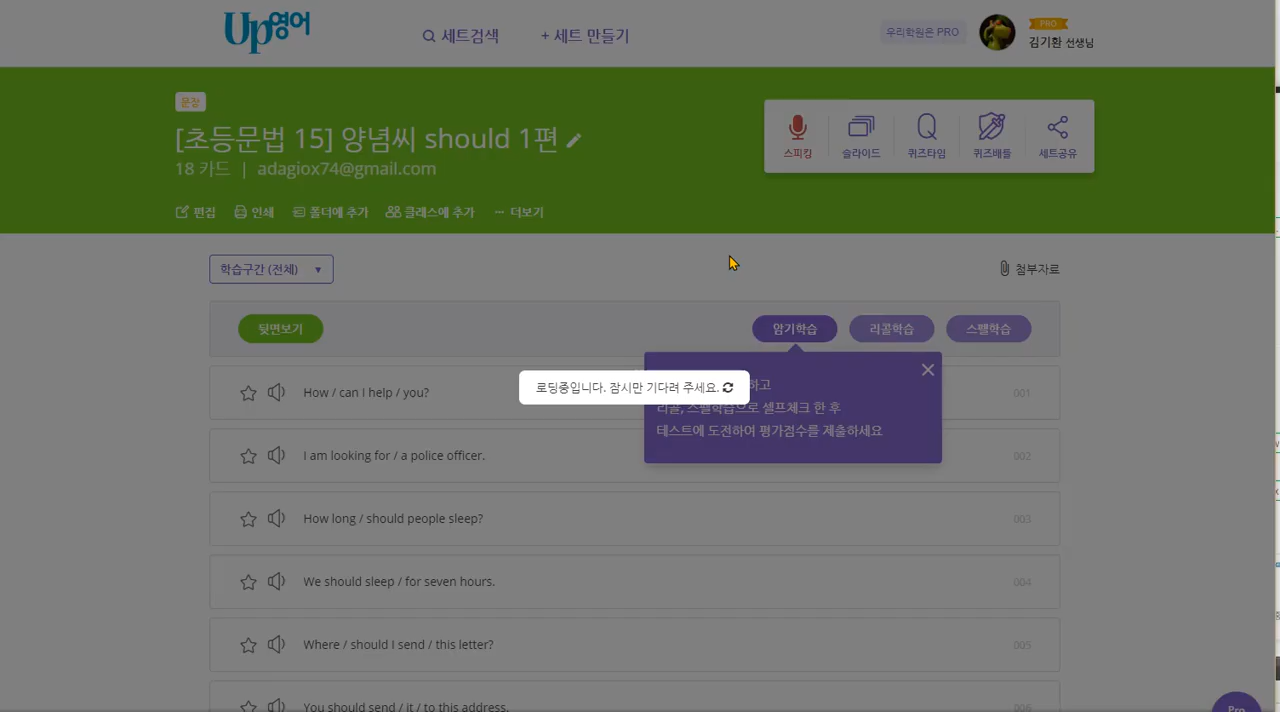 Up영어
세트검색
+ 세트 만들기
우리학원은 PRO
PRO
김기환 선생님
문장
[초등문법 15] 양념씨 should 1편
18 카드 | adagiox74@gmail.com
편집
인쇄
폴더에 추가
클래스에 추가
··· 더보기
스피킹
슬라이드
퀴즈타임
퀴즈배틀
세트공유
학습구간 (전체) ▼
첨부자료
뒷면보기
암기학습
리콜학습
스펠학습
하고
리콜, 스펠학습으로 셀프체크 한 후
테스트에 도전하여 평가점수를 제출하세요
로딩중입니다. 잠시만 기다려 주세요.
How / can I help / you?
001
I am looking for / a police officer.
002
How long / should people sleep?
003
We should sleep / for seven hours.
004
Where / should I send / this letter?
005
You should send / it / to this address.
006
Pro